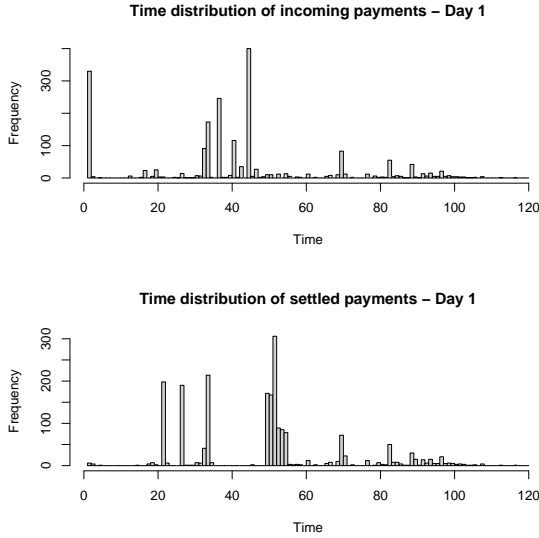 Time distribution of incoming payments – Day 1
Frequency
0 100 300
0 20 40 60 80 100 120
Time
Time distribution of settled payments – Day 1
Frequency
0 100 200 300
0 20 40 60 80 100 120
Time